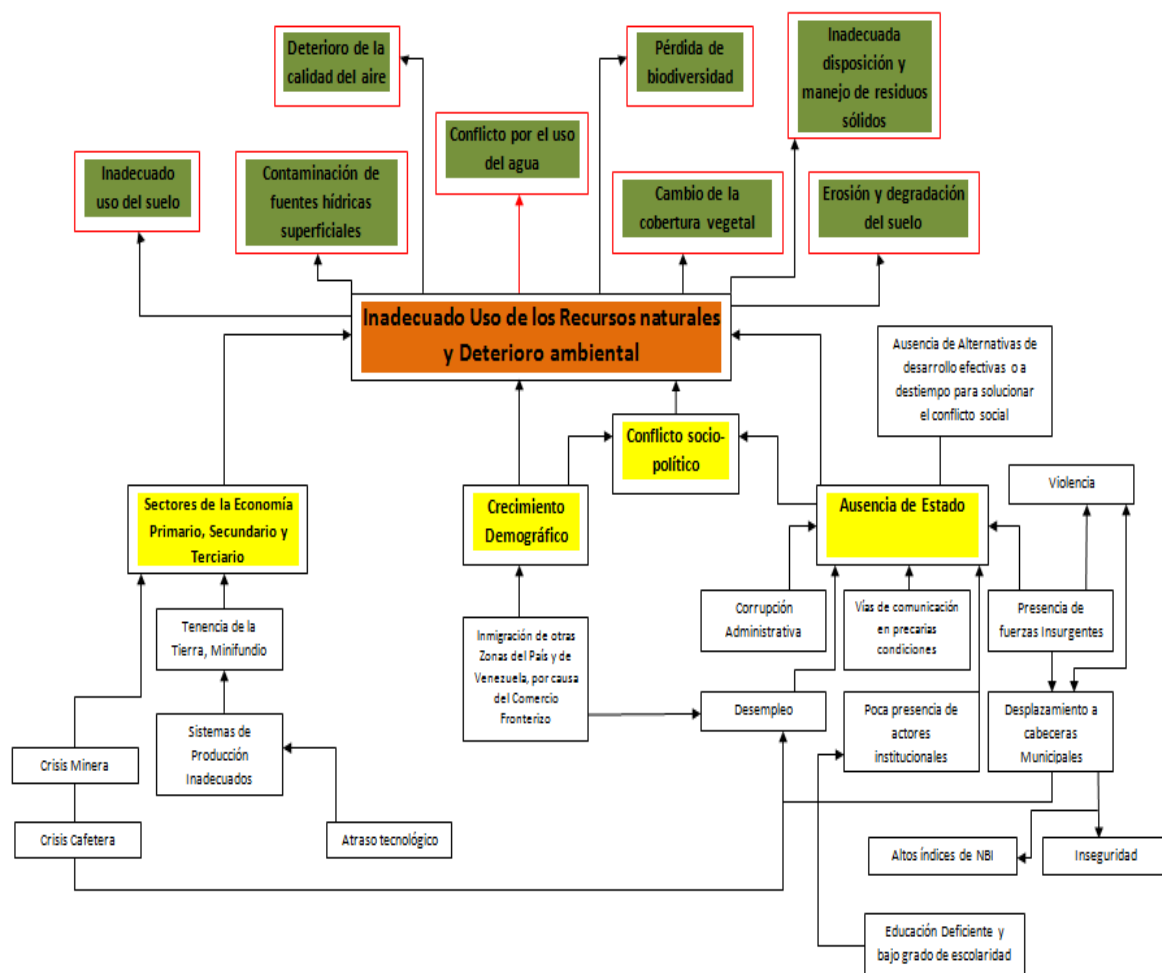 Deterioro de la
calidad del aire
Pérdida de
biodiversidad
Inadecuada
disposición y
manejo de residuos
sólidos
Conflicto por el uso
del agua
Inadecuado
uso del suelo
Contaminación de
fuentes hídricas
superficiales
Cambio de la
cobertura vegetal
Erosión y degradación
del suelo
Inadecuado Uso de los Recursos naturales
y Deterioro ambiental
Ausencia de Alternativas de
desarrollo efectivas o a
destiempo para solucionar
el conflicto social
Conflicto socio-
político
Violencia
Sectores de la Economía
Primario, Secundario y
Terciario
Crecimiento
Demográfico
Ausencia de Estado
Tenencia de la
Tierra, Minifundio
Inmigración de otras
Zonas del País y de
Venezuela, por causa
del Comercio
Fronterizo
Corrupción
Administrativa
Vías de comunicación
en precarias
condiciones
Presencia de
fuerzas Insurgentes
Sistemas de
Producción
Inadecuados
Desempleo
Poca presencia de
actores
institucionales
Desplazamiento a
cabeceras
Municipales
Crisis Minera
Crisis Cafetera
Atraso tecnológico
Altos índices de NBI
Inseguridad
Educación Deficiente y
bajo grado de escolaridad